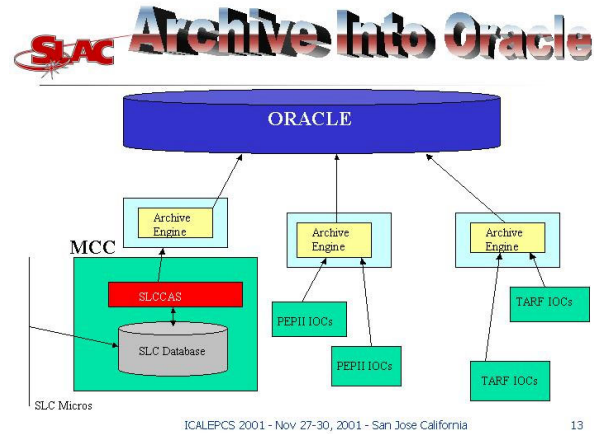 SLAC
Archive Into Oracle
ORACLE
Archive
Engine
Archive
Engine
Archive
Engine
MCC
SLCCAS
SLC Database
PEPII IOCs
PEPII IOCs
TARF IOCs
TARF IOCs
SLC Micros
ICALEPCS 2001 - Nov 27-30, 2001 - San Jose California
13